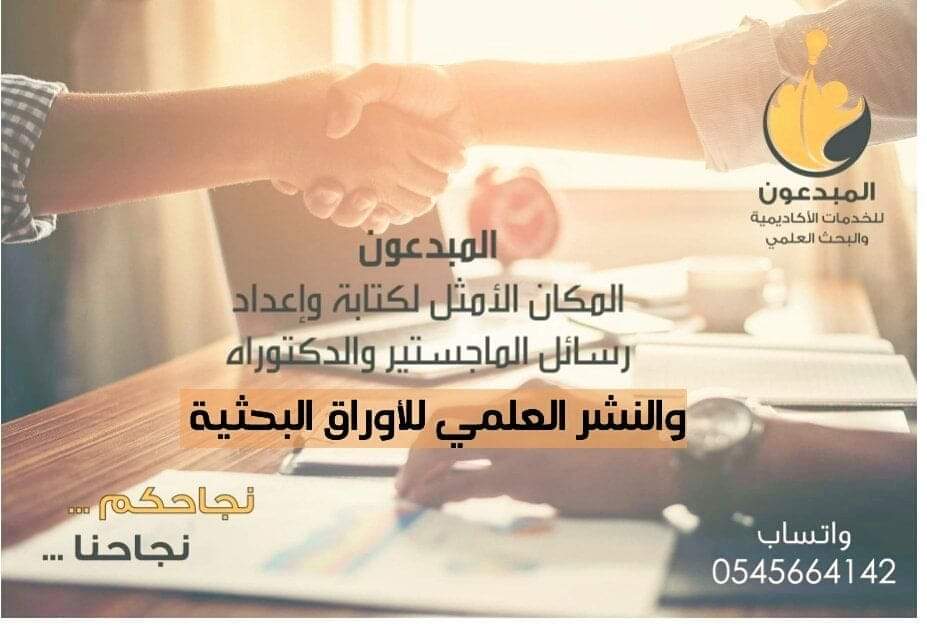 المبدعون
للخدمات الأكاديمية
والبحث العلمي
المبدعون
المكان الأمثل لكتابة وإعداد
رسائل الماجستير والدكتوراه
والنشر العلمي للأوراق البحثية
نجاحكم ...
نجاحنا ...
واتساب
0545664142